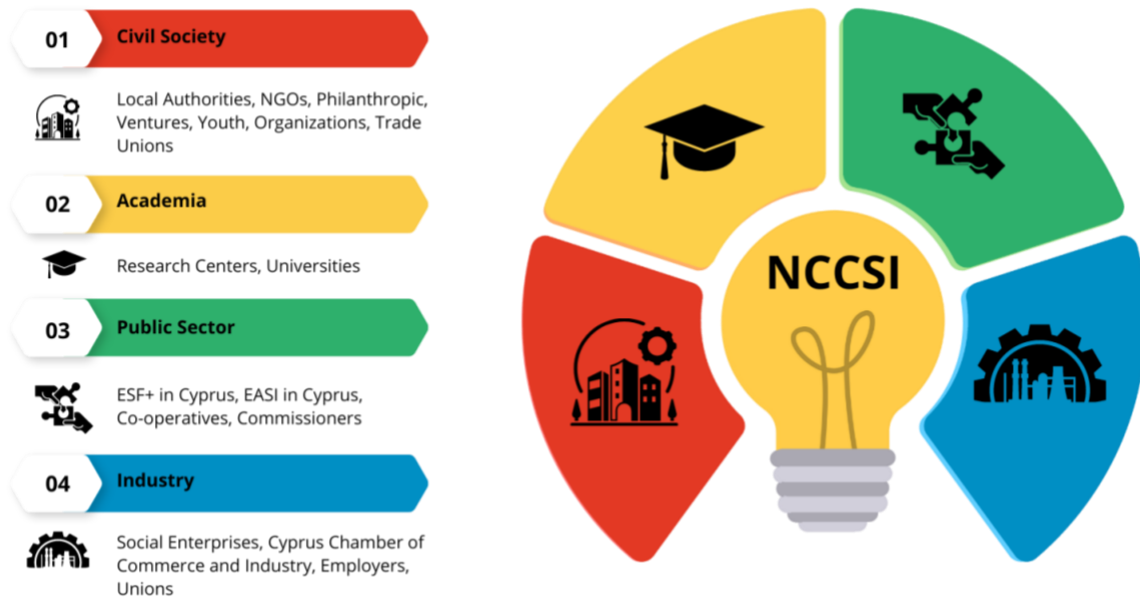 01
Civil Society
Local Authorities, NGOs, Philanthropic,
Ventures, Youth, Organizations, Trade
Unions
02
Academia
Research Centers, Universities
03
Public Sector
ESF+ in Cyprus, EASI in Cyprus,
Co-operatives, Commissioners
04
Industry
Social Enterprises, Cyprus Chamber of
Commerce and Industry, Employers,
Unions
NCCSI